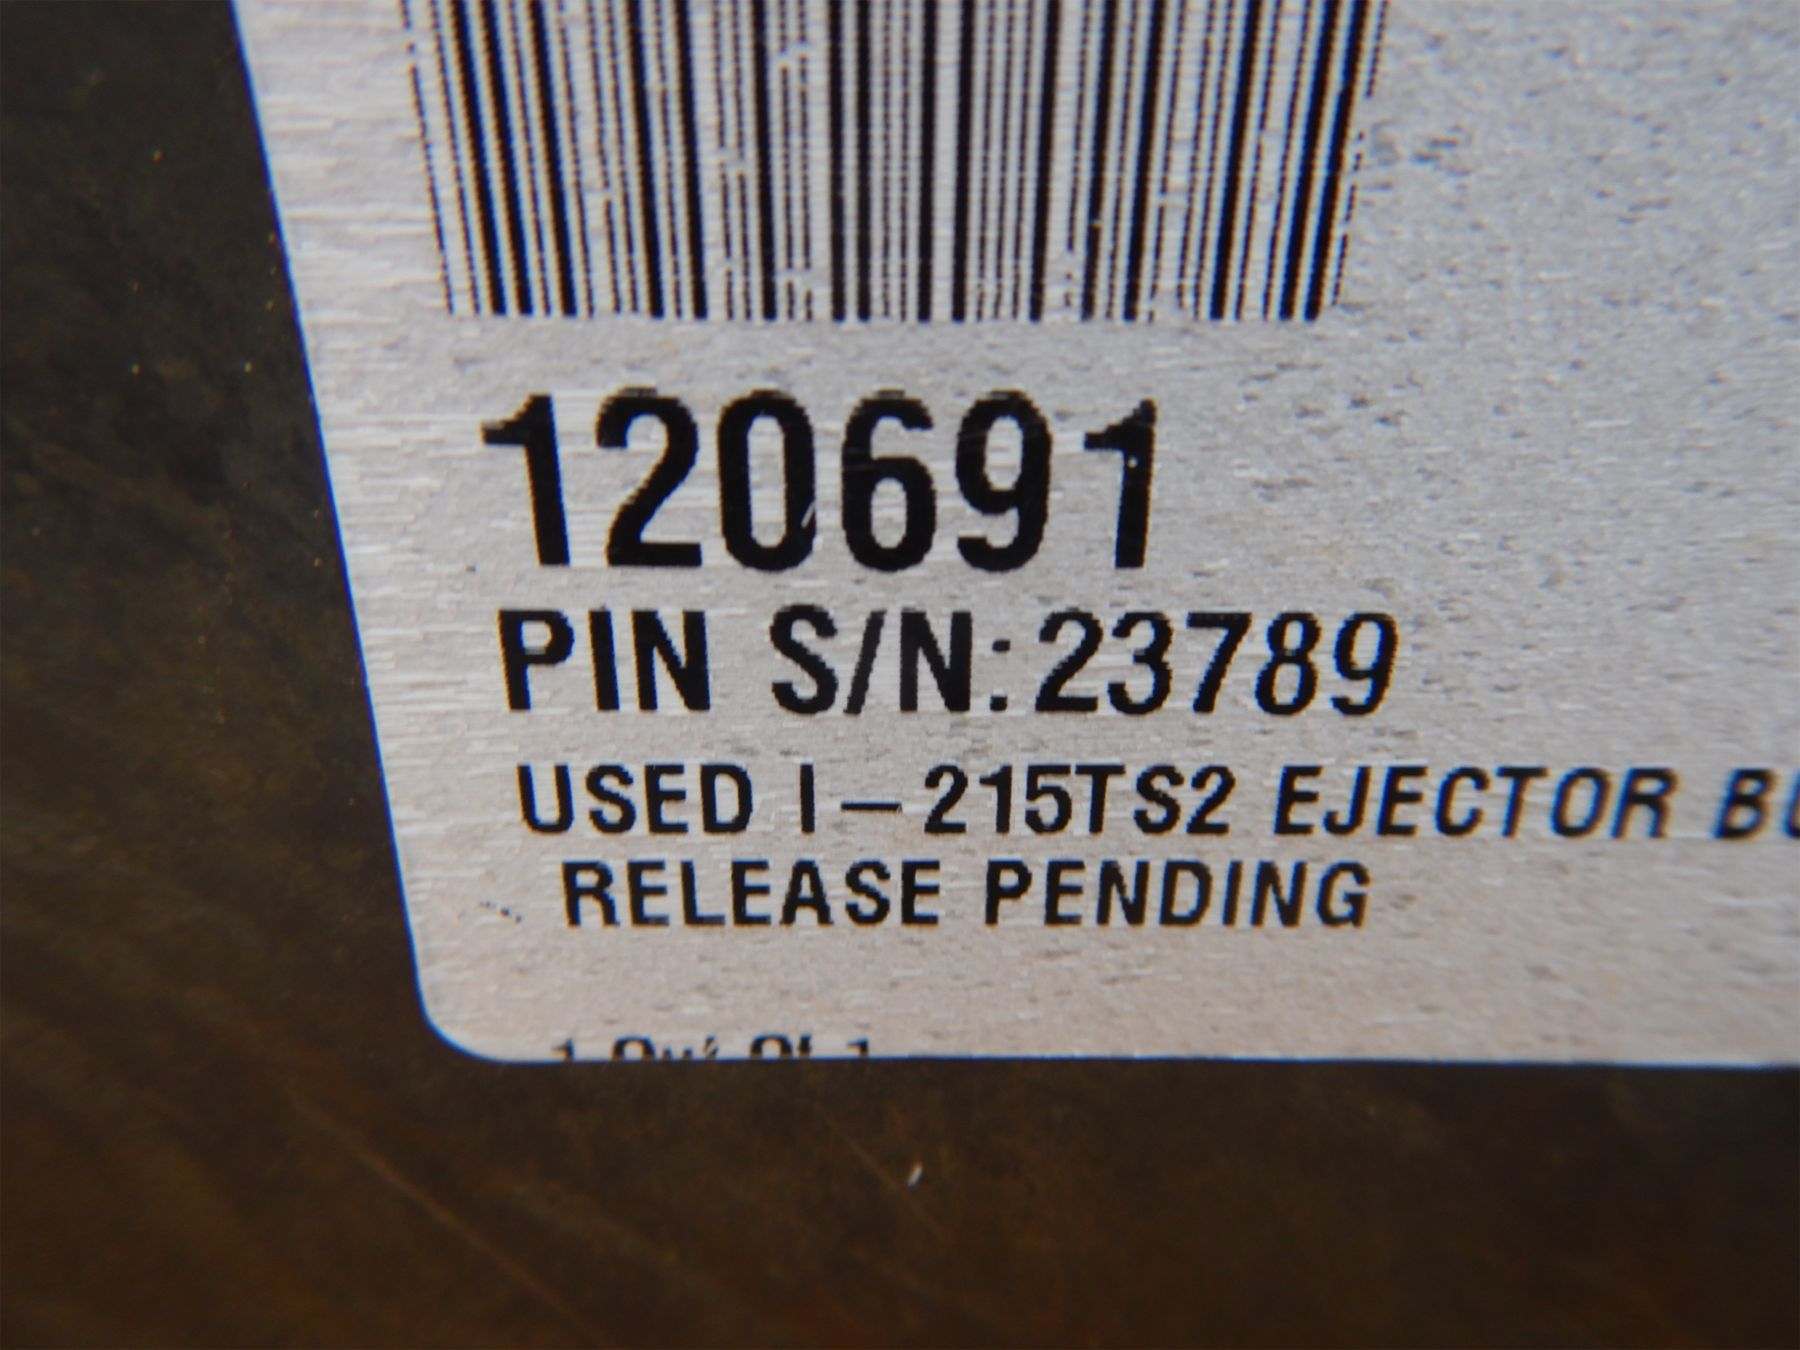 120691
PIN S/N: 23789
USED I-215TS2 EJECTOR
RELEASE PENDING